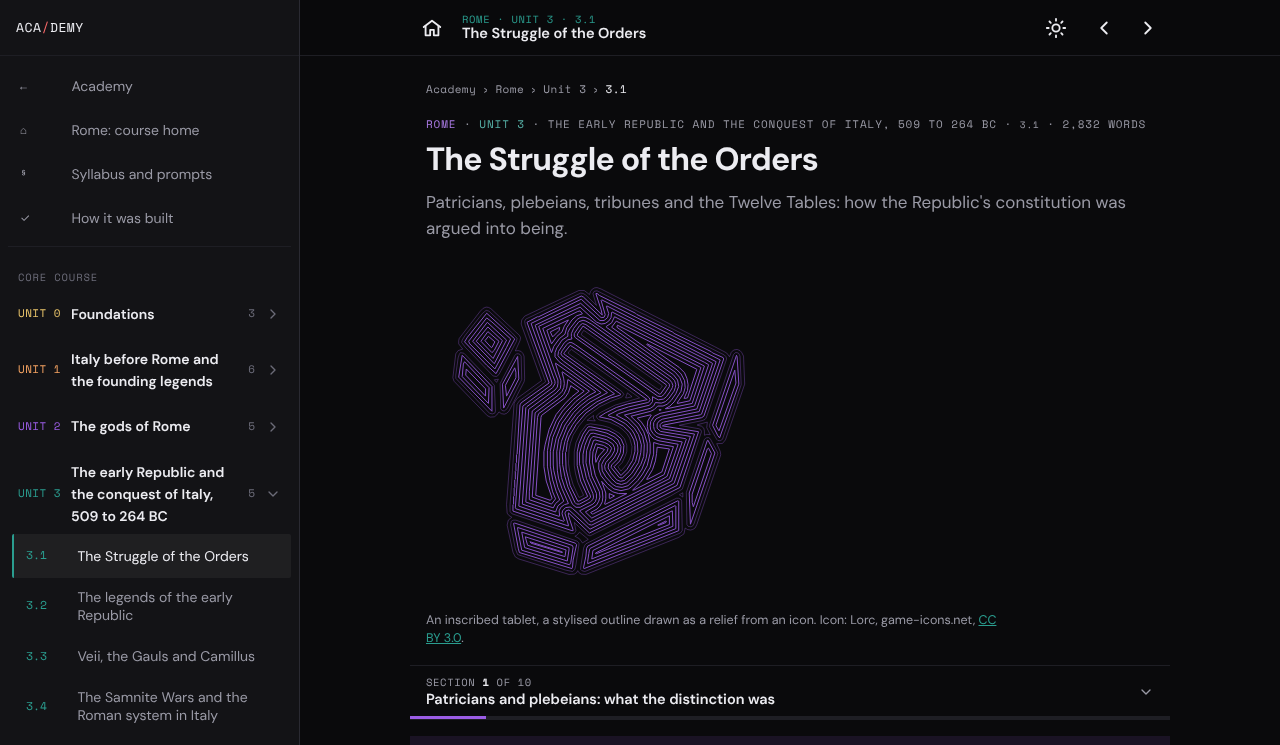 ACA/DEMY
← Academy
⌂ Rome: course home
§ Syllabus and prompts
✓ How it was built
CORE COURSE
UNIT 0 Foundations 3
UNIT 1 Italy before Rome and
the founding legends 6
UNIT 2 The gods of Rome 5
UNIT 3 The early Republic and
the conquest of Italy, 5
509 to 264 BC
3.1 The Struggle of the Orders
3.2 The legends of the early
Republic
3.3 Veii, the Gauls and Camillus
3.4 The Samnite Wars and the
Roman system in Italy
ROME · UNIT 3 · 3.1
The Struggle of the Orders
Academy › Rome › Unit 3 › 3.1
ROME · UNIT 3 · THE EARLY REPUBLIC AND THE CONQUEST OF ITALY, 509 TO 264 BC · 3.1 · 2,832 WORDS
The Struggle of the Orders
Patricians, plebeians, tribunes and the Twelve Tables: how the Republic's constitution was
argued into being.
An inscribed tablet, a stylised outline drawn as a relief from an icon. Icon: Lorc, game-icons.net, CC
BY 3.0.
SECTION 1 OF 10
Patricians and plebeians: what the distinction was